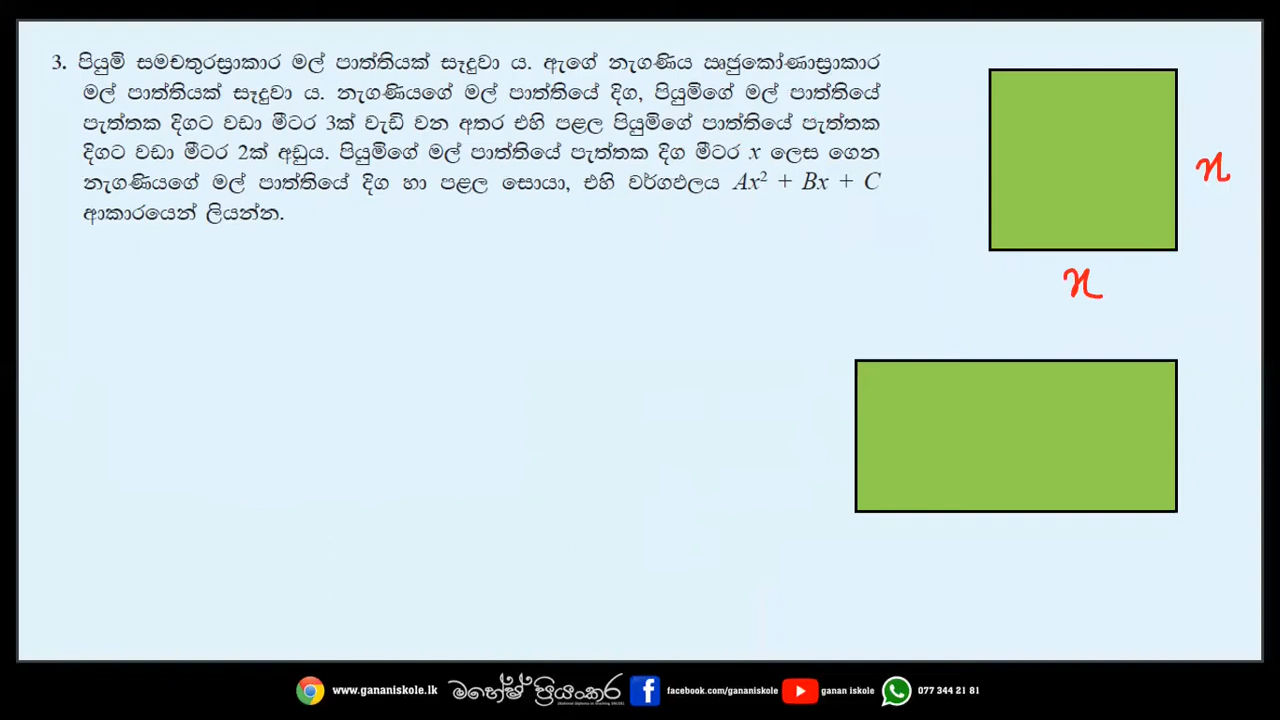 3. පියුමි සමචතුරස්‍රාකාර මල් පාත්තියක් සෑදුවා ය. ඇගේ නැගණිය සෘජුකෝණාස්‍රාකාර
මල් පාත්තියක් සෑදුවා ය. නැගණියගේ මල් පාත්තියේ දිග, පියුමිගේ මල් පාත්තියේ
පැත්තක දිගට වඩා මීටර 3ක් වැඩි වන අතර එහි පළල පියුමිගේ පාත්තියේ පැත්තක
දිගට වඩා මීටර 2ක් අඩුය. පියුමිගේ මල් පාත්තියේ පැත්තක දිග මීටර x ලෙස ගෙන
නැගණියගේ මල් පාත්තියේ දිග හා පළල සොයා, එහි වර්ගඵලය Ax² + Bx + C
ආකාරයෙන් ලියන්න.
x
x
www.gananiskole.lk
මහේෂ් ප්‍රියංකර
facebook.com/gananiskole
ganan iskole
077 344 21 81